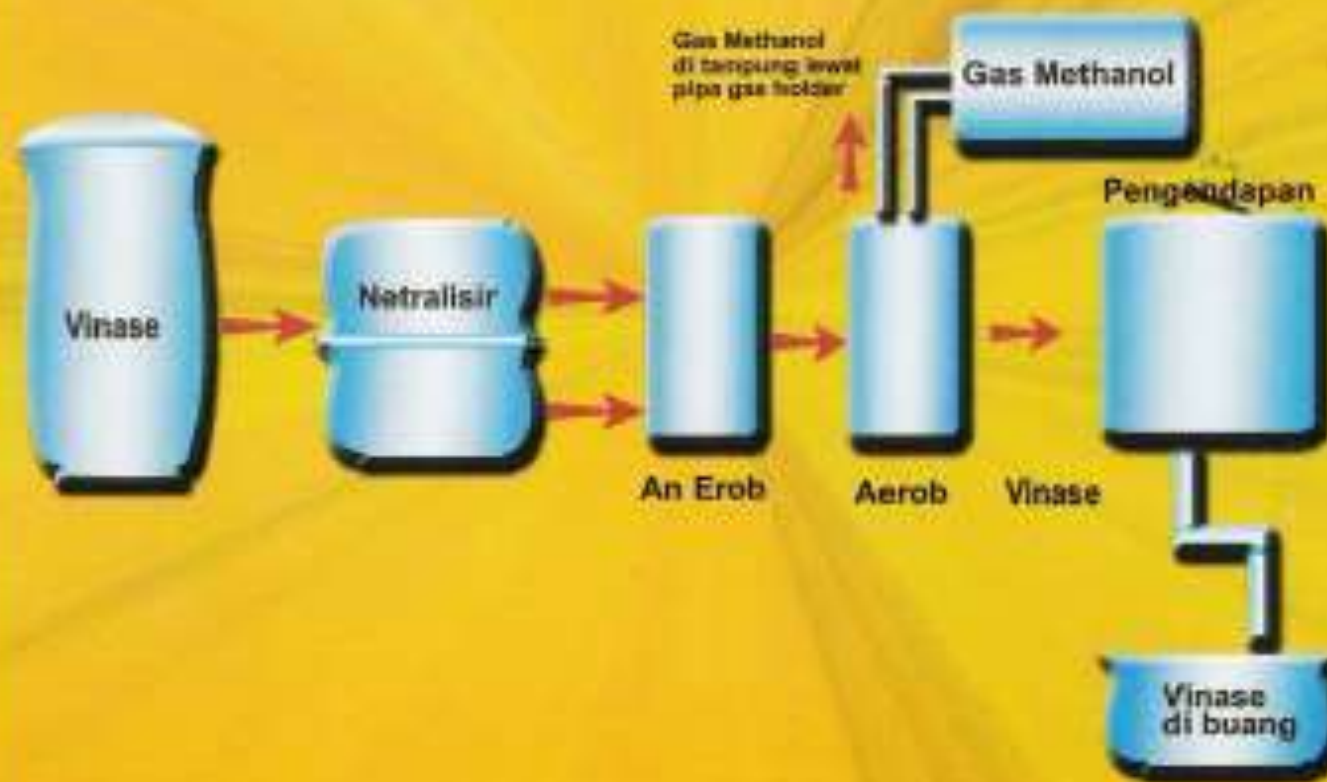 Gas Methanol
di tampung lewat
pipa gas holder
Gas Methanol
Pengendapan
Vinase
Netralisir
An Erob
Aerob
Vinase
Vinase
di buang